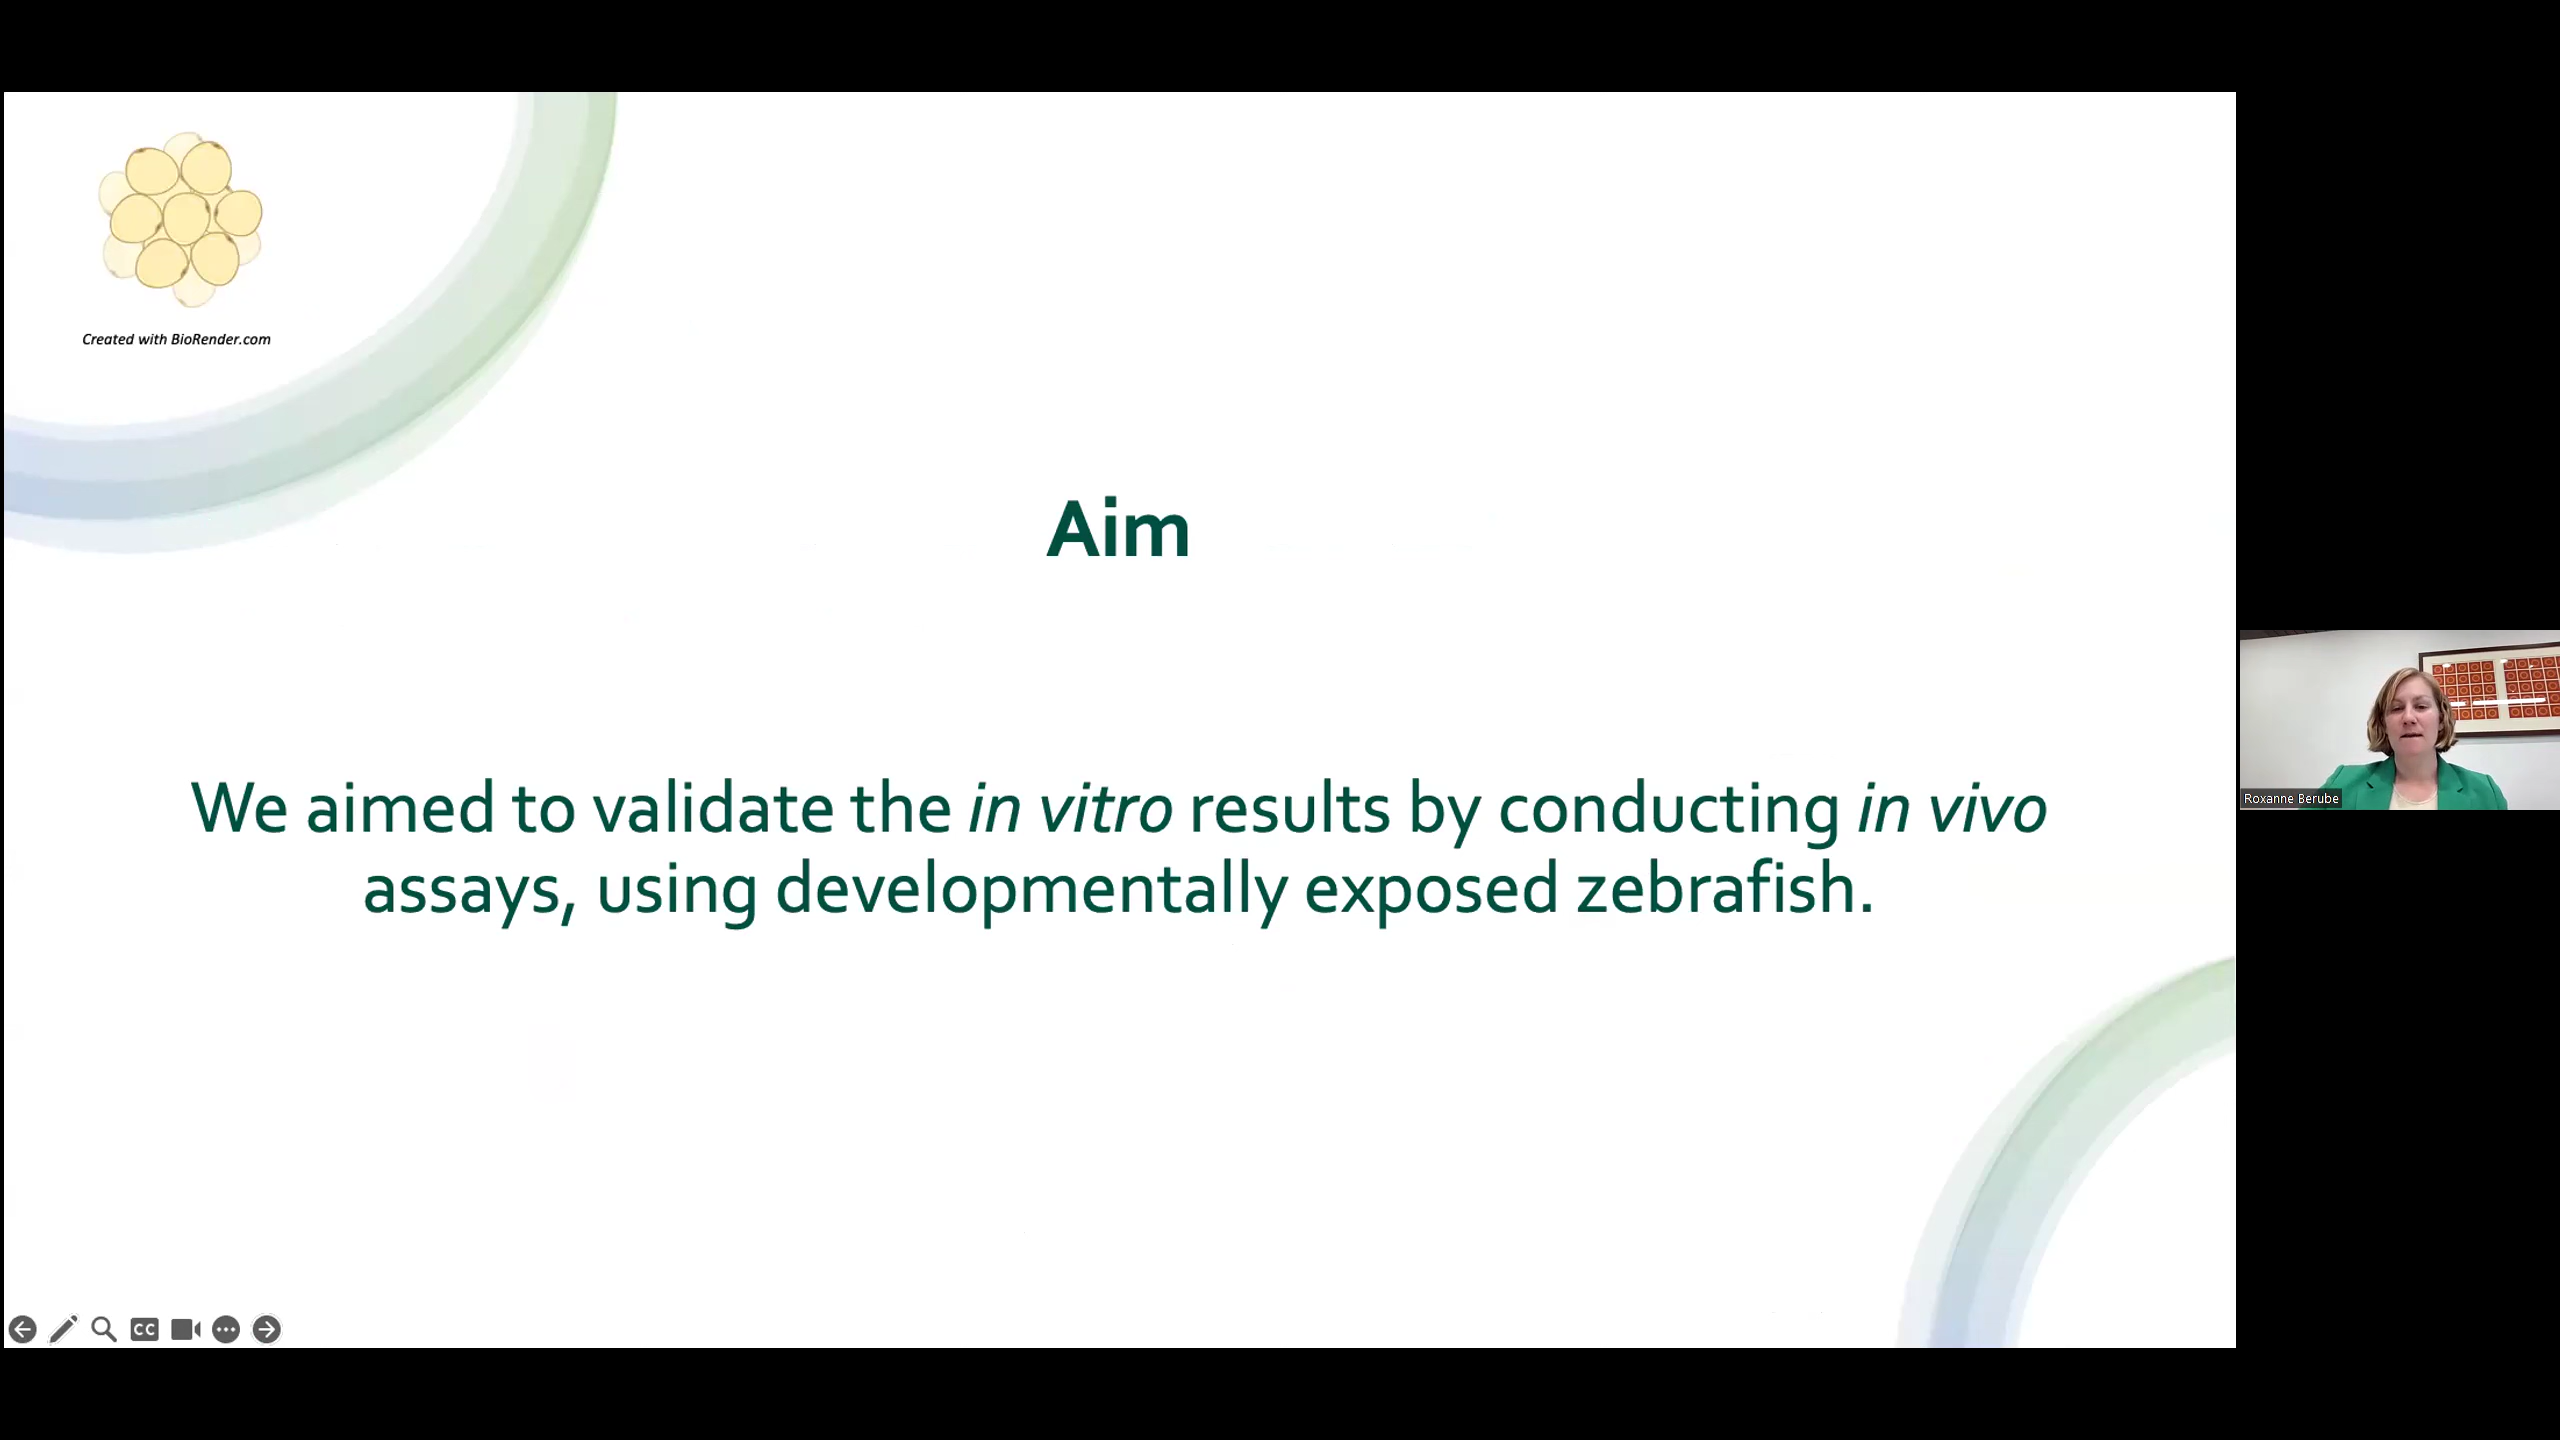 Created with BioRender.com
Aim
We aimed to validate the in vitro results by conducting in vivo
assays, using developmentally exposed zebrafish.
Roxanne Berube
CC